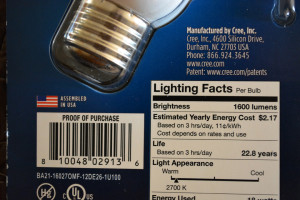 Manufactured by Cree, Inc.
Cree, Inc., 4600 Silicon Drive,
Durham, NC 27703 USA
Phone: 866.924.3645
www.cree.com
Patent: www.cree.com/patents
ASSEMBLED
IN USA
PROOF OF PURCHASE
8 10048 02913 6
BA21-16027OMF-12DE26-1U100
Lighting Facts Per Bulb
Brightness 1600 lumens
Estimated Yearly Energy Cost $2.17
Based on 3 hrs/day, 11¢/kWh
Cost depends on rates and use
Life
Based on 3 hrs/day 22.8 years
Light Appearance
Warm Cool
2700 K
Energy Used 18 watts